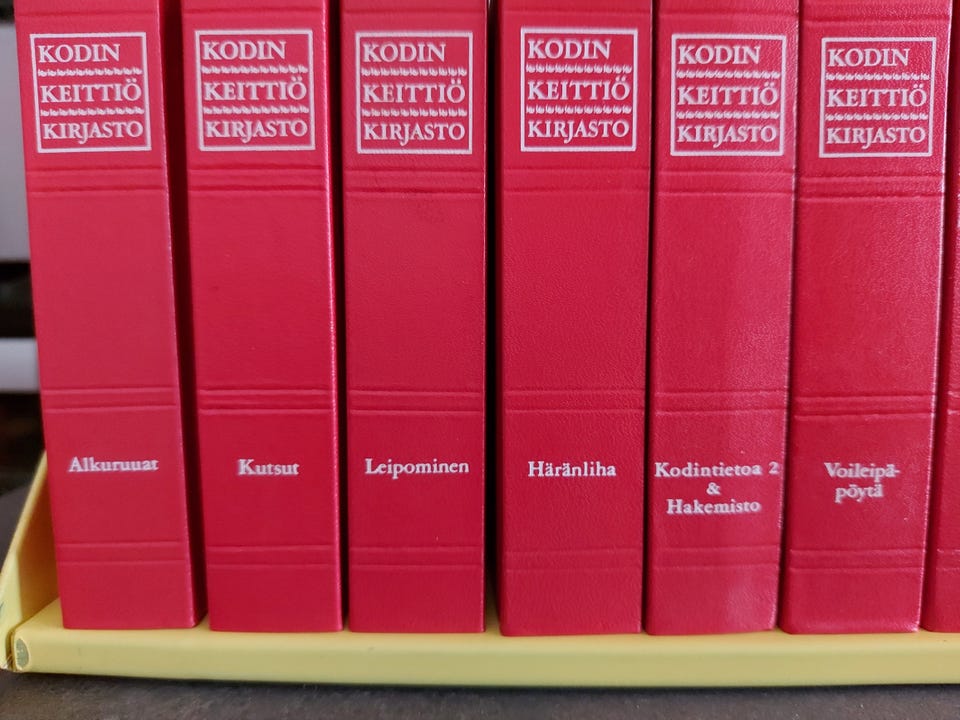 KODIN
KEITTIÖ
KIRJASTO
Alkuruuat
KODIN
KEITTIÖ
KIRJASTO
Kutsut
KODIN
KEITTIÖ
KIRJASTO
Leipominen
KODIN
KEITTIÖ
KIRJASTO
Häränliha
KODIN
KEITTIÖ
KIRJASTO
Kodintietoa 2
&
Hakemisto
KODIN
KEITTIÖ
KIRJASTO
Voileipä-
pöytä